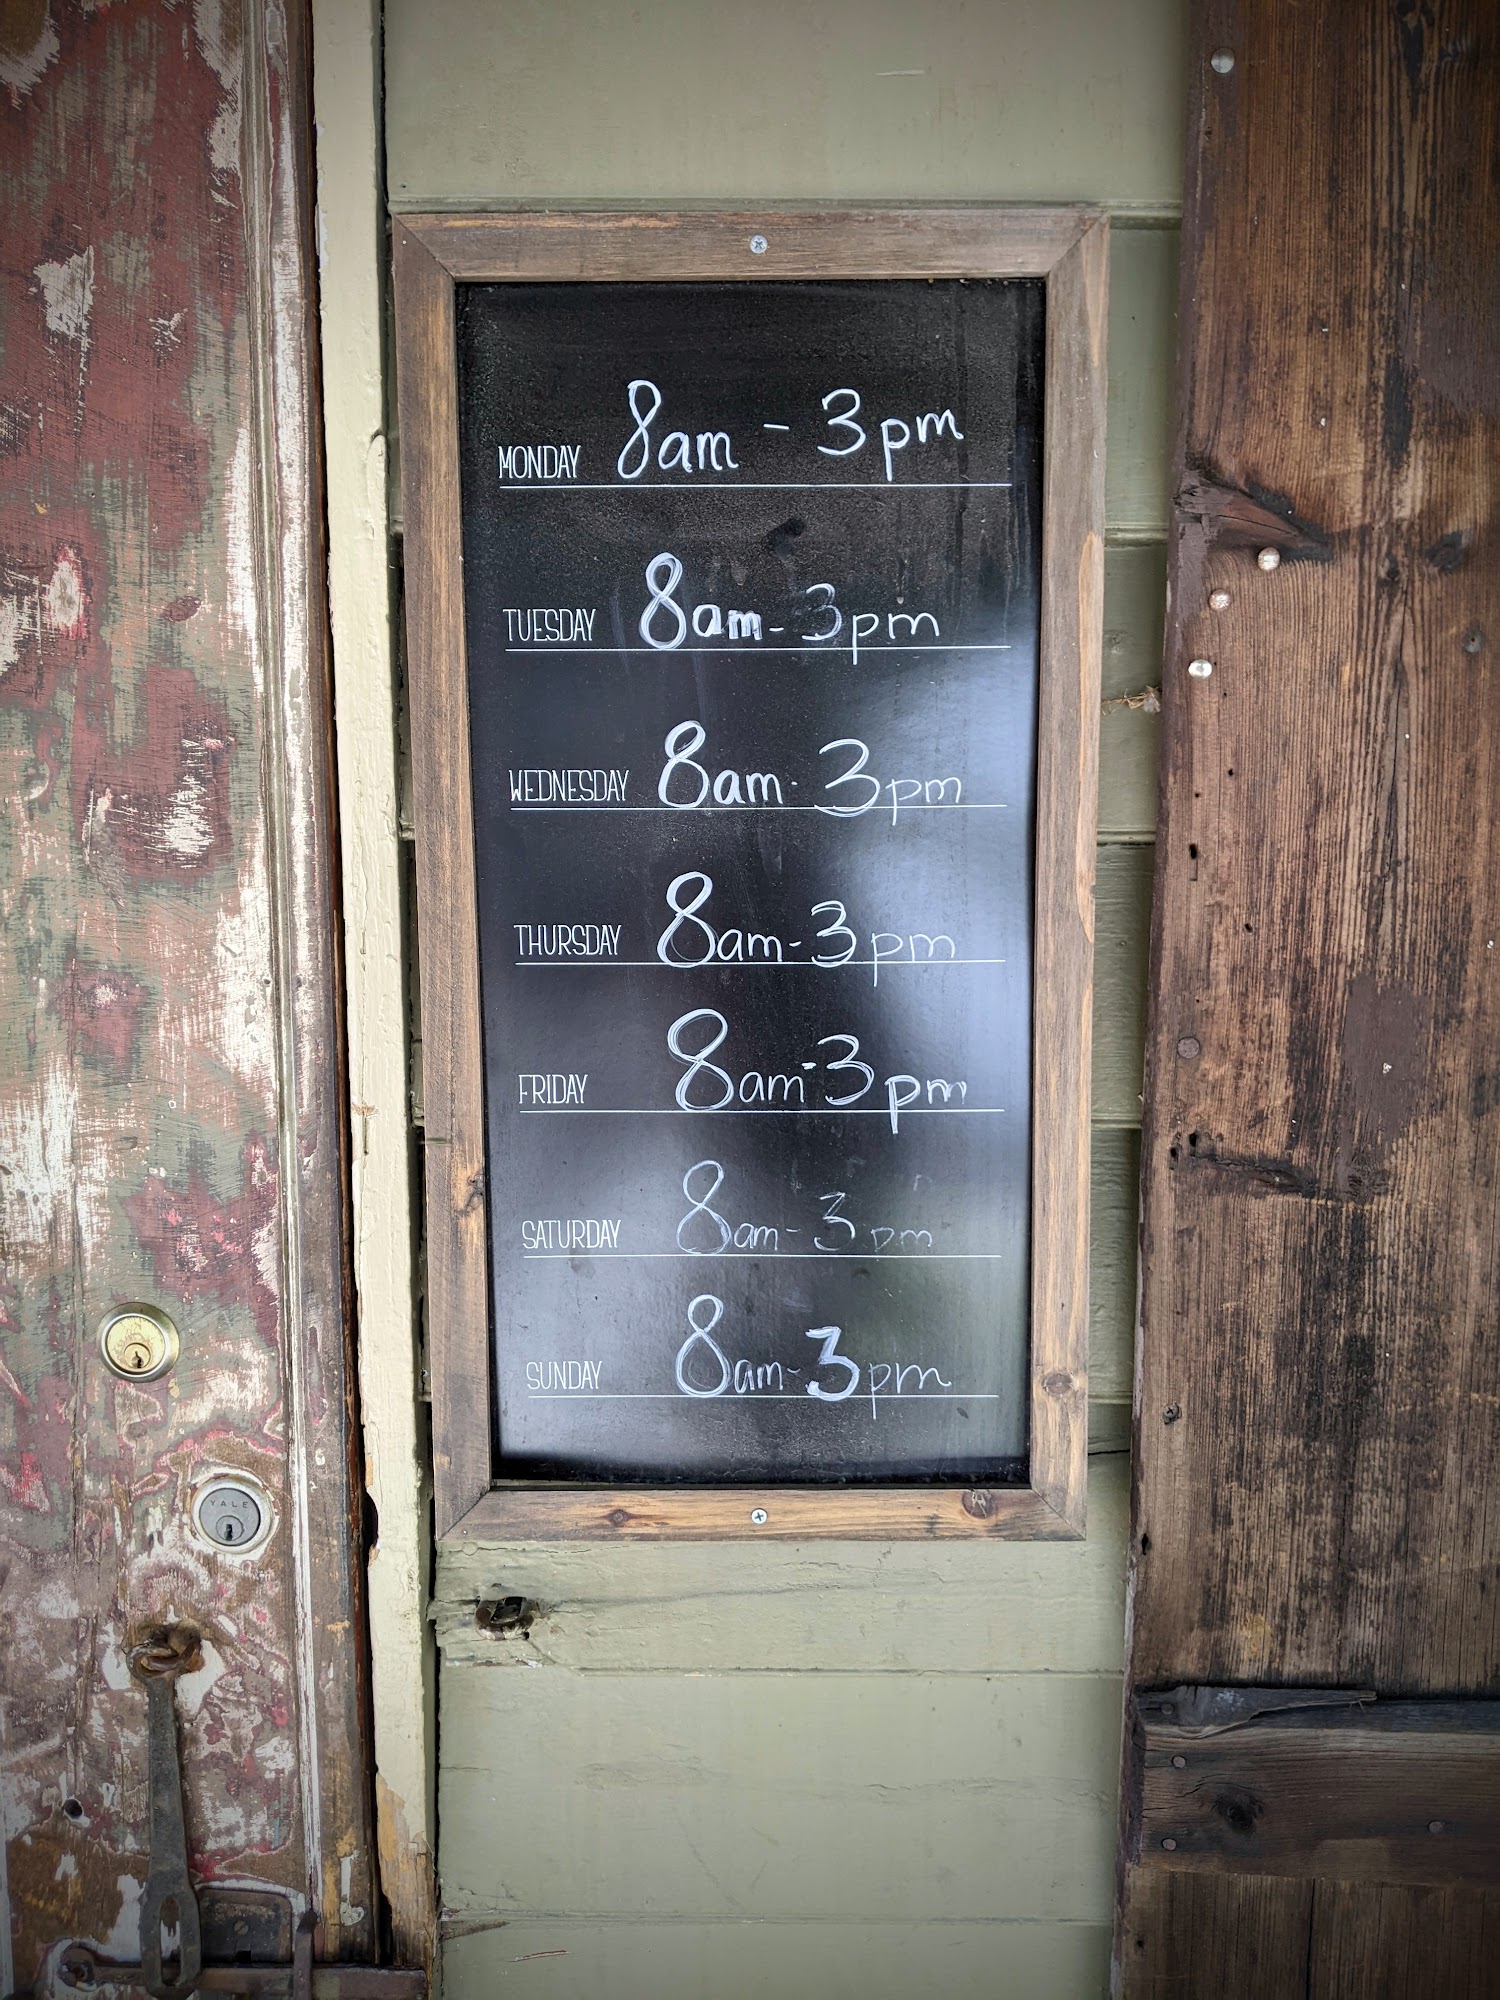 MONDAY 8am - 3pm
TUESDAY 8am - 3pm
WEDNESDAY 8am - 3pm
THURSDAY 8am - 3pm
FRIDAY 8am - 3pm
SATURDAY 8am - 3pm
SUNDAY 8am - 3pm
YALE